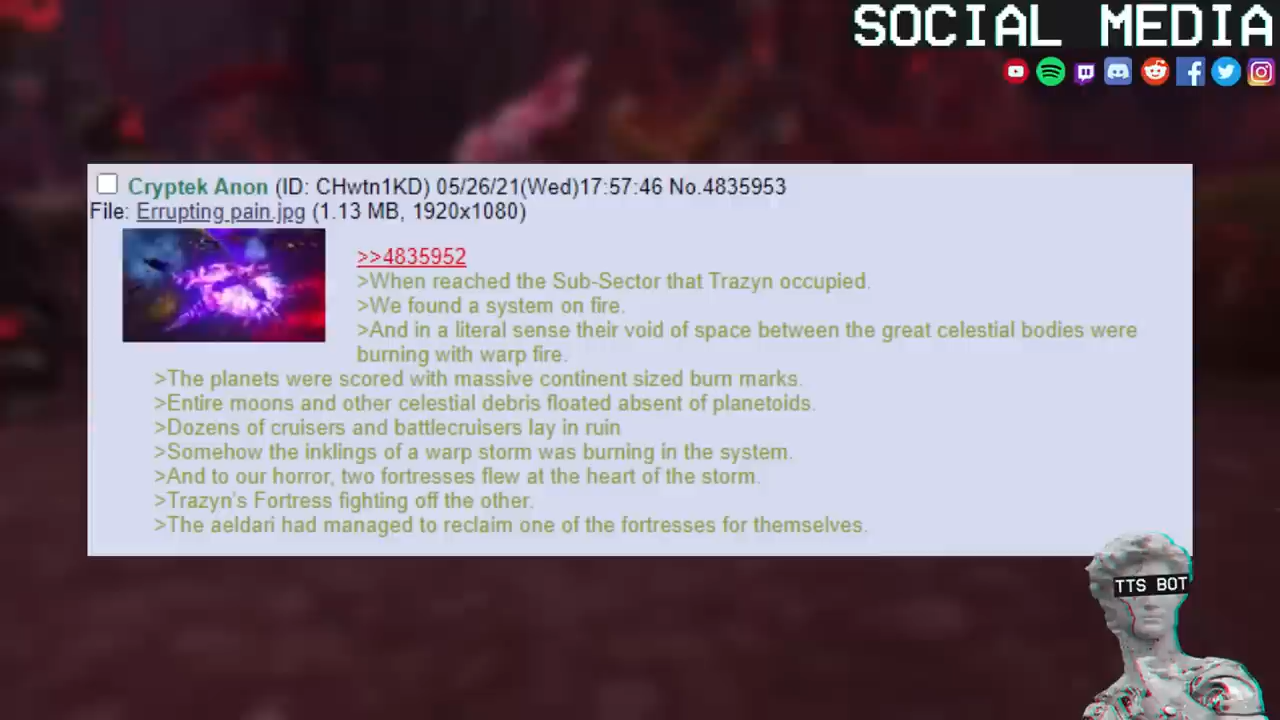 SOCIAL MEDIA
Cryptek Anon (ID: CHwtn1KD) 05/26/21(Wed)17:57:46 No.4835953
File: Errupting pain.jpg (1.13 MB, 1920x1080)
>>4835952
>When reached the Sub-Sector that Trazyn occupied.
>We found a system on fire.
>And in a literal sense their void of space between the great celestial bodies were
burning with warp fire.
>The planets were scored with massive continent sized burn marks.
>Entire moons and other celestial debris floated absent of planetoids.
>Dozens of cruisers and battlecruisers lay in ruin
>Somehow the inklings of a warp storm was burning in the system.
>And to our horror, two fortresses flew at the heart of the storm.
>Trazyn's Fortress fighting off the other.
>The aeldari had managed to reclaim one of the fortresses for themselves.
TTS BOT